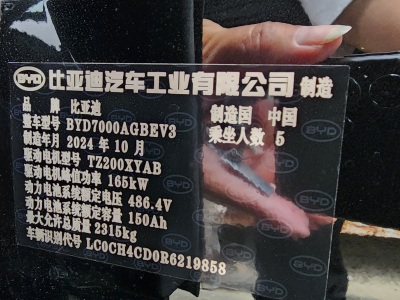 BYD 比亚迪汽车工业有限公司 制造
品 牌 比亚迪 制造国 中国
整车型号 BYD7000AGBEV3 乘坐人数 5
制造年月 2024 年 10 月
驱动电机型号 TZ200XYAB
驱动电机峰值功率 165kW
动力电池系统额定电压 486.4V
动力电池系统额定容量 150Ah
最大允许总质量 2315kg
车辆识别代号 LC0CH4CD0R6219858